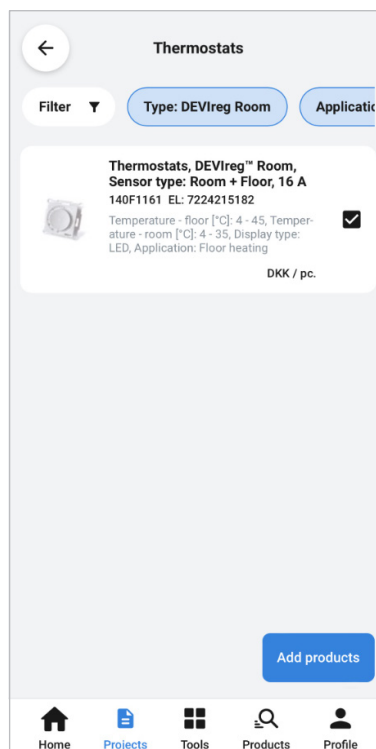 Thermostats
Filter
Type: DEVIreg Room
Applicatio
Thermostats, DEVIreg™ Room,
Sensor type: Room + Floor, 16 A
140F1161 EL: 7224215182
Temperature - floor [°C]: 4 - 45, Temper-
ature - room [°C]: 4 - 35, Display type:
LED, Application: Floor heating
DKK / pc.
Add products
Home
Projects
Tools
Products
Profile